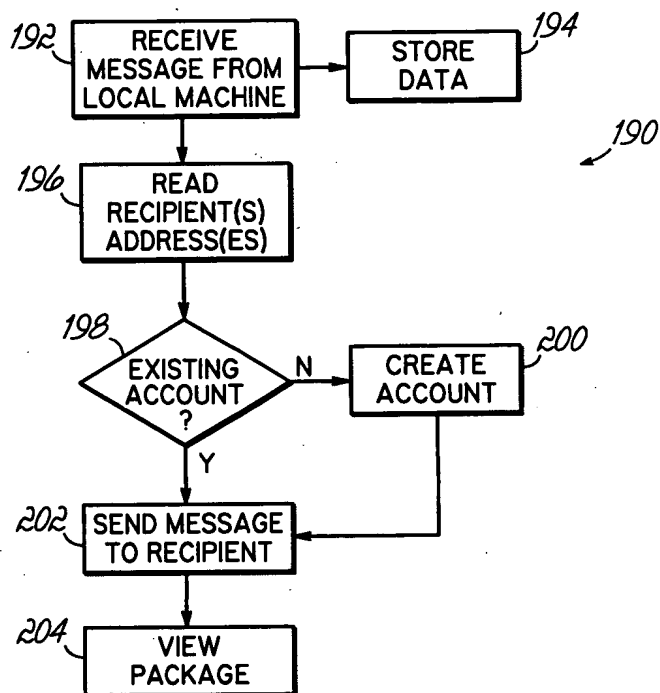 192
RECEIVE
MESSAGE FROM
LOCAL MACHINE
194
STORE
DATA
190
196
READ
RECIPIENT(S)
ADDRESS(ES)
198
EXISTING
ACCOUNT
?
N
Y
200
CREATE
ACCOUNT
202
SEND MESSAGE
TO RECIPIENT
204
VIEW
PACKAGE